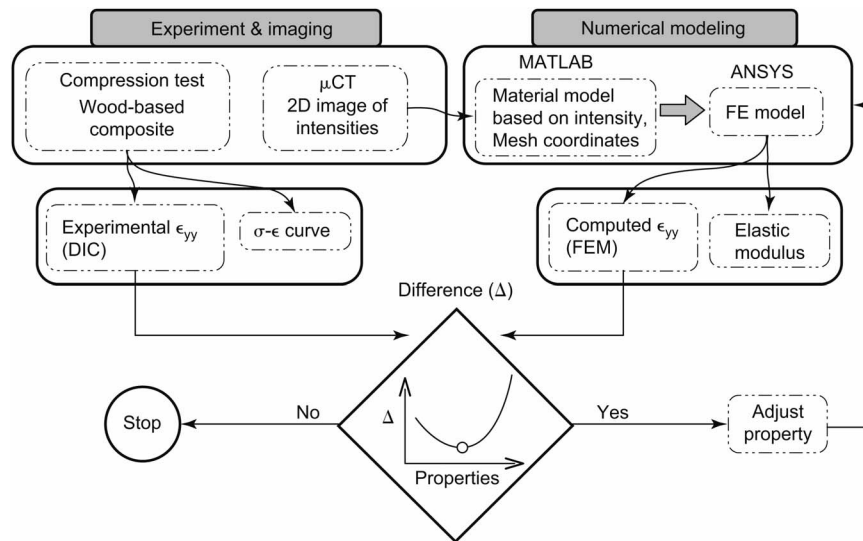 Experiment & imaging
Numerical modeling
Compression test
Wood-based
composite
μCT
2D image of
intensities
MATLAB
Material model
based on intensity,
Mesh coordinates
ANSYS
FE model
Experimental ϵyy
(DIC)
σ-ϵ curve
Computed ϵyy
(FEM)
Elastic
modulus
Difference (Δ)
Stop
No
Δ
Properties
Yes
Adjust
property